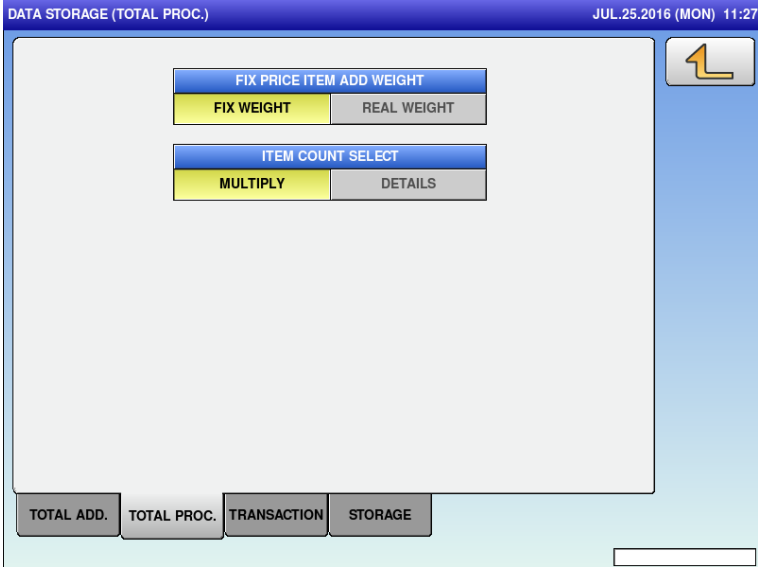 DATA STORAGE (TOTAL PROC.) JUL.25.2016 (MON) 11:27
FIX PRICE ITEM ADD WEIGHT
FIX WEIGHT REAL WEIGHT
ITEM COUNT SELECT
MULTIPLY DETAILS
TOTAL ADD. TOTAL PROC. TRANSACTION STORAGE